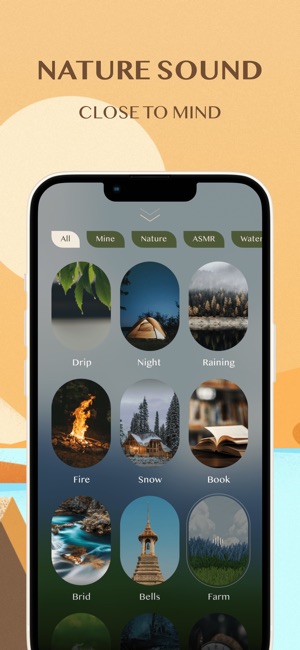 NATURE SOUND
CLOSE TO MIND
All Mine Nature ASMR Water
Drip Night Raining
Fire Snow Book
Brid Bells Farm